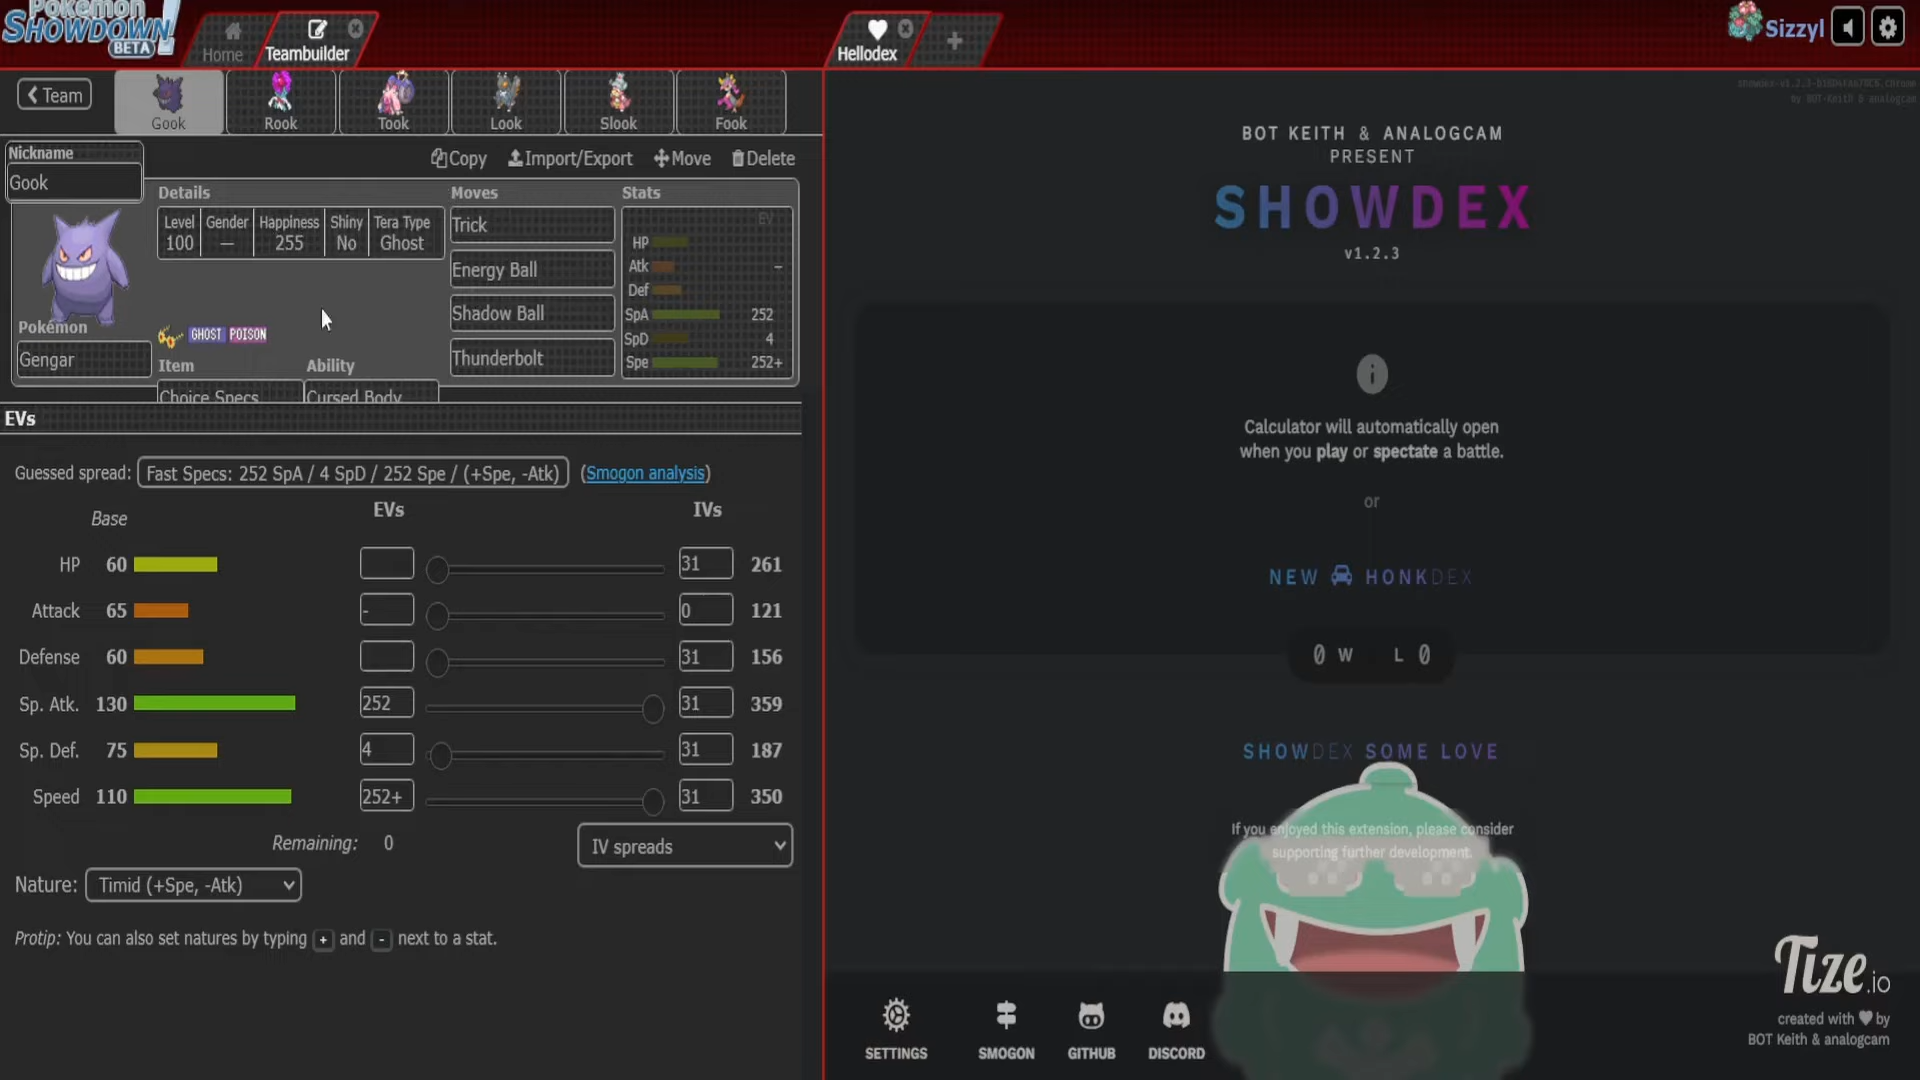 Pokémon
SHOWDOWN!
BETA
Home
Teambuilder
Hellodex
Sizzyl
Team
Gook
Rook
Took
Look
Slook
Fook
Nickname
Gook
Copy
Import/Export
Move
Delete
Details
Moves
Stats
Level
100
Gender
—
Happiness
255
Shiny
No
Tera Type
Ghost
Trick
Energy Ball
Shadow Ball
Thunderbolt
EV
HP
Atk –
Def
SpA 252
SpD 4
Spe 252+
Pokémon
Gengar
GHOST POISON
Item
Choice Specs
Ability
Cursed Body
EVs
Guessed spread: Fast Specs: 252 SpA / 4 SpD / 252 Spe / (+Spe, -Atk) (Smogon analysis)
Base EVs IVs
HP 60 31 261
Attack 65 - 0 121
Defense 60 31 156
Sp. Atk. 130 252 31 359
Sp. Def. 75 4 31 187
Speed 110 252+ 31 350
Remaining: 0
IV spreads
Nature: Timid (+Spe, -Atk)
Protip: You can also set natures by typing + and - next to a stat.
by BOT Keith & analogcam
BOT KEITH & ANALOGCAM
PRESENT
SHOWDEX
v1.2.3
Calculator will automatically open
when you play or spectate a battle.
or
NEW HONKDEX
0 W L 0
SHOWDEX SOME LOVE
If you enjoyed this extension, please consider
supporting further development.
SETTINGS
SMOGON
GITHUB
DISCORD
Tize.io
created with ♥ by
BOT Keith & analogcam